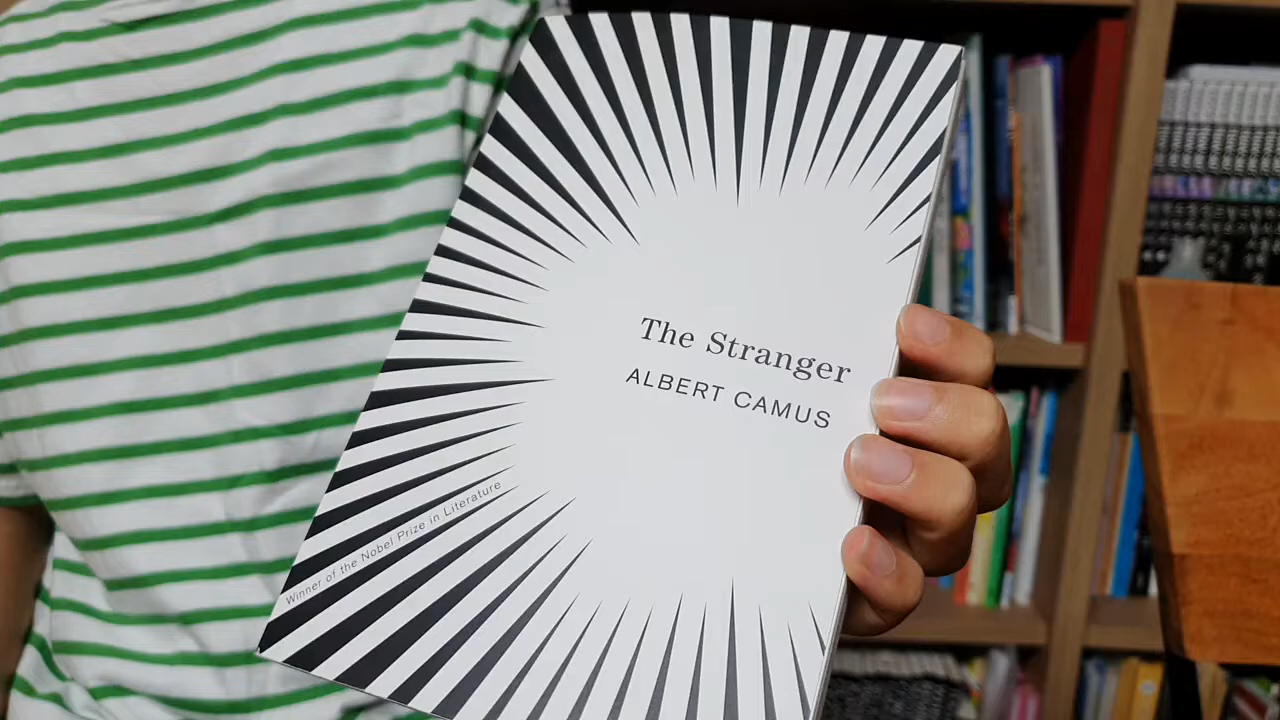 The Stranger
ALBERT CAMUS
Winner of the Nobel Prize in Literature